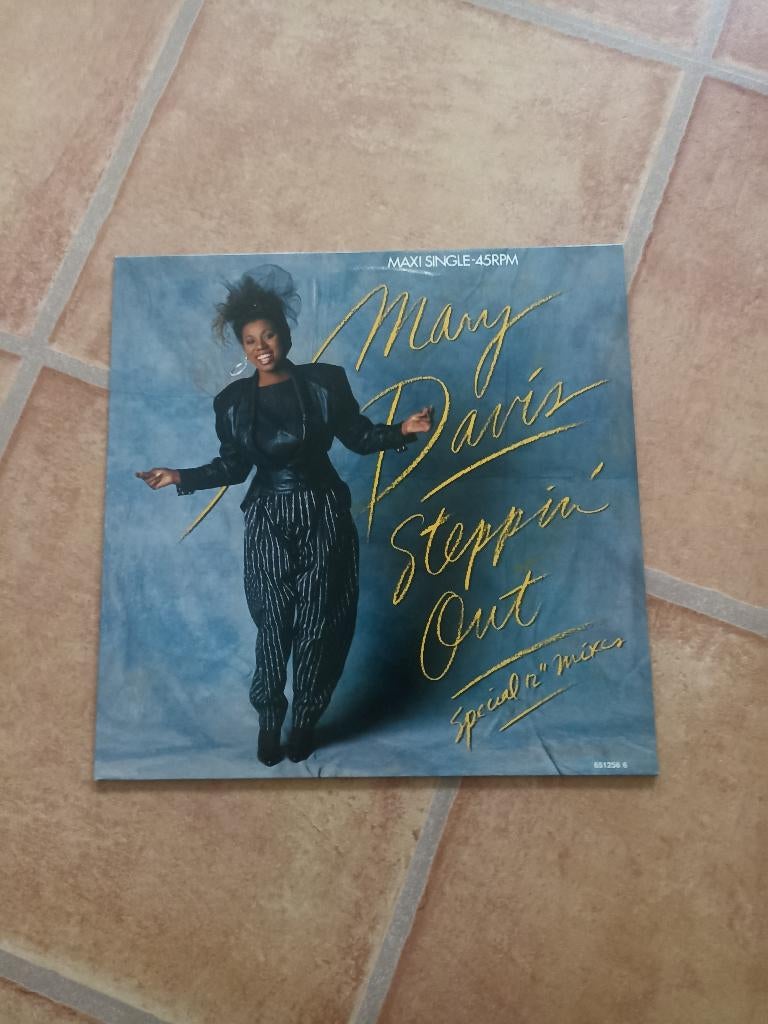 MAXI SINGLE-45RPM
Mary
Davis
Steppin'
Out
Special 12" mixes
651256 6